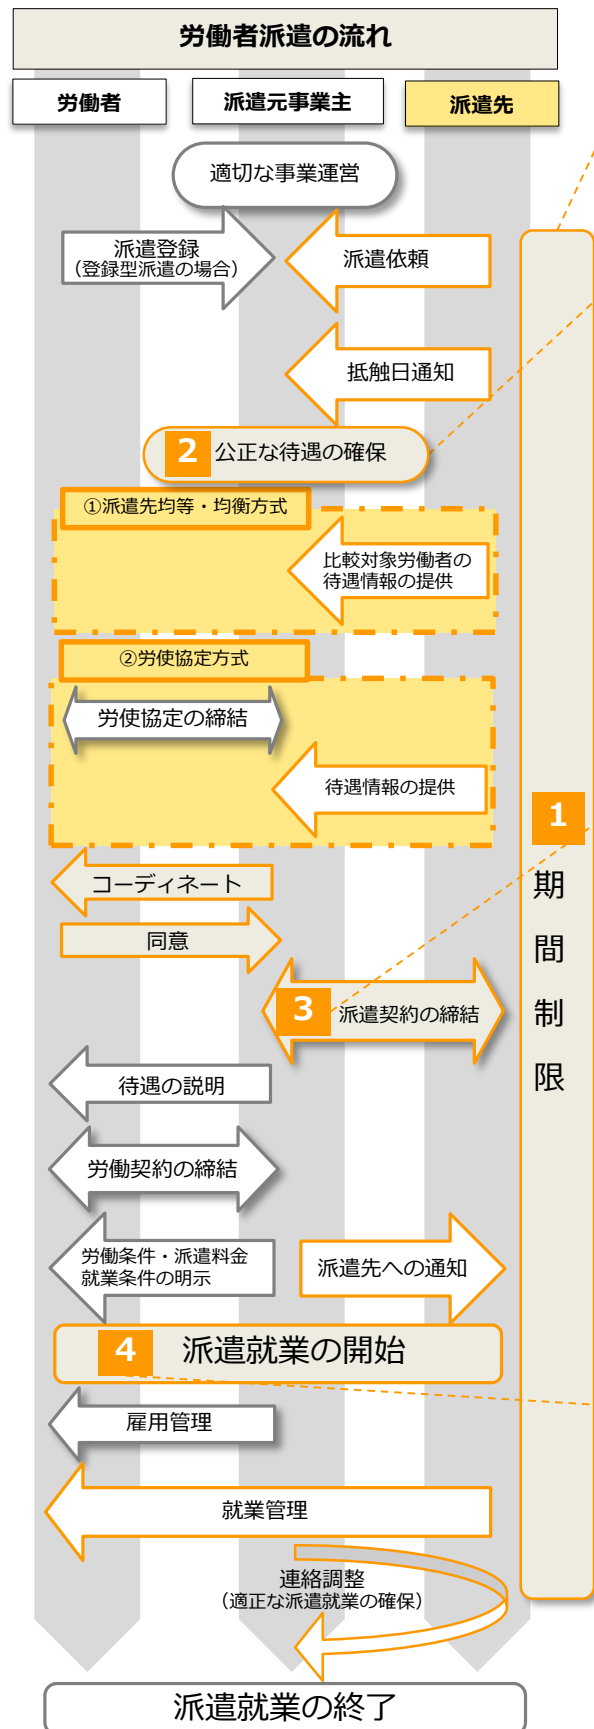 労働者派遣の流れ
労働者
派遣元事業主
派遣先
適切な事業運営
派遣登録
(登録型派遣の場合)
派遣依頼
抵触日通知
2 公正な待遇の確保
①派遣先均等・均衡方式
比較対象労働者の
待遇情報の提供
②労使協定方式
労使協定の締結
待遇情報の提供
1
期
間
制
限
コーディネート
同意
3 派遣契約の締結
待遇の説明
労働契約の締結
労働条件・派遣料金
就業条件の明示
派遣先への通知
4 派遣就業の開始
雇用管理
就業管理
連絡調整
(適正な派遣就業の確保)
派遣就業の終了